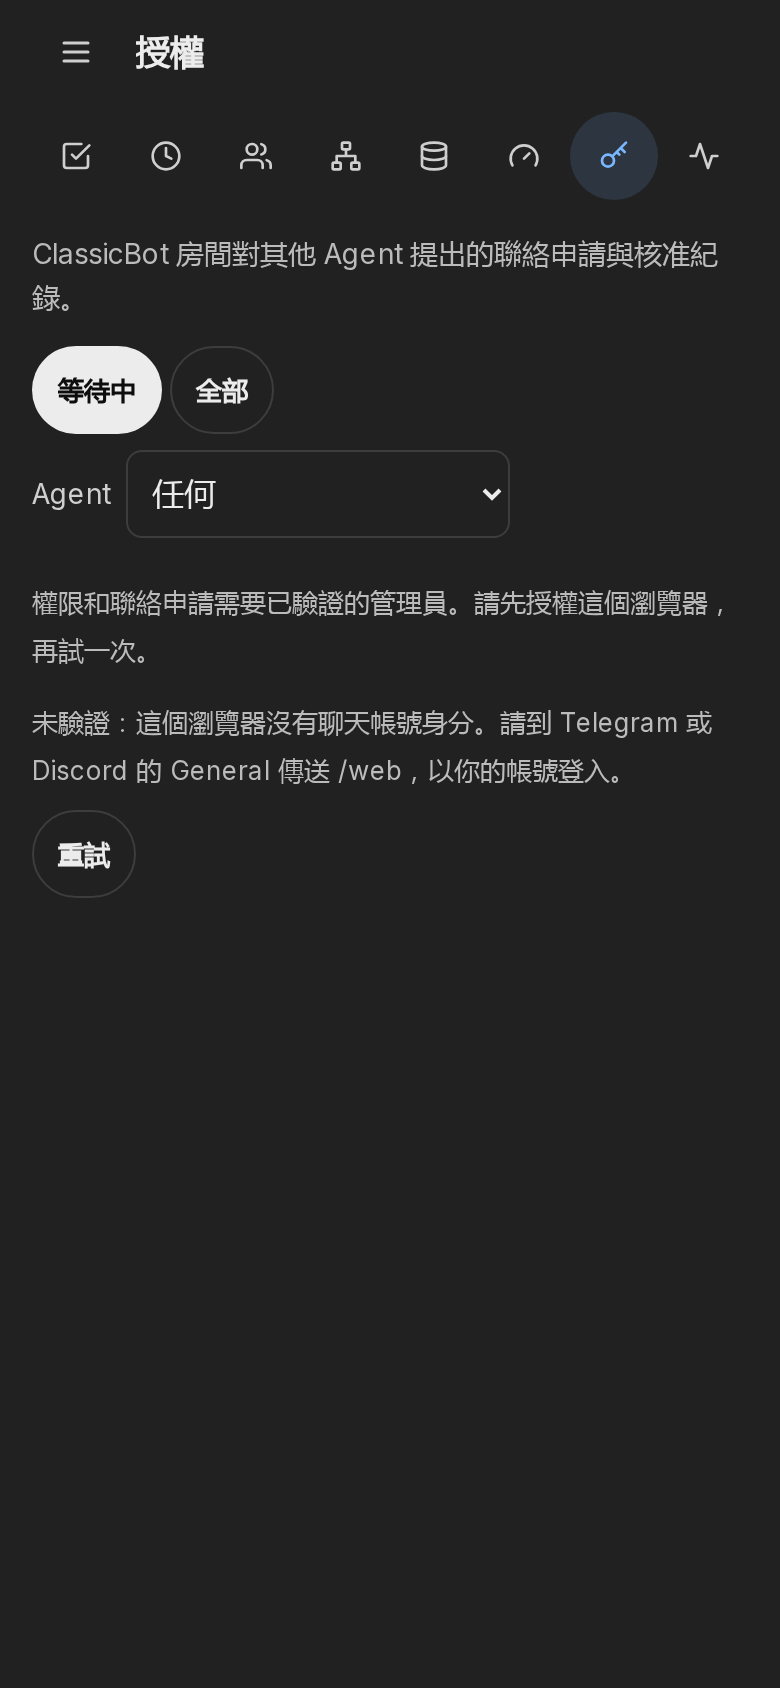 授權
ClassicBot 房間對其他 Agent 提出的聯絡申請與核准紀
錄。
等待中
全部
Agent
任何
權限和聯絡申請需要已驗證的管理員。請先授權這個瀏覽器，
再試一次。
未驗證：這個瀏覽器沒有聊天帳號身分。請到 Telegram 或
Discord 的 General 傳送 /web，以你的帳號登入。
重試